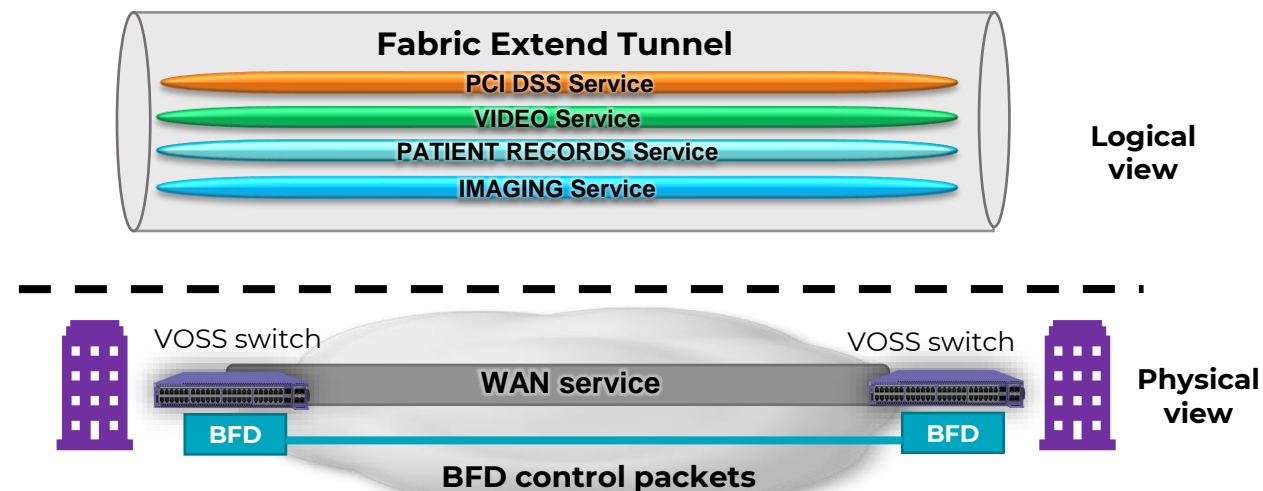 Fabric Extend Tunnel
PCI DSS Service
VIDEO Service
PATIENT RECORDS Service
IMAGING Service
Logical
view
VOSS switch
VOSS switch
WAN service
Physical
view
BFD
BFD
BFD control packets